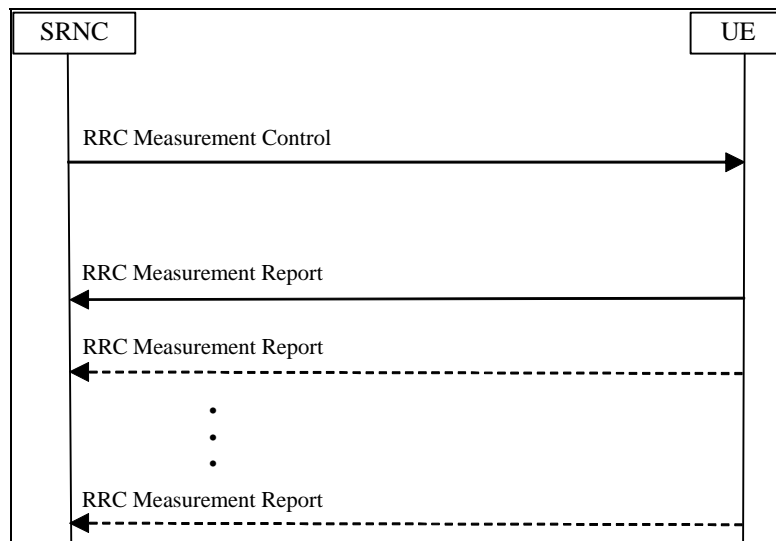 SRNC
UE
RRC Measurement Control
RRC Measurement Report
RRC Measurement Report
RRC Measurement Report